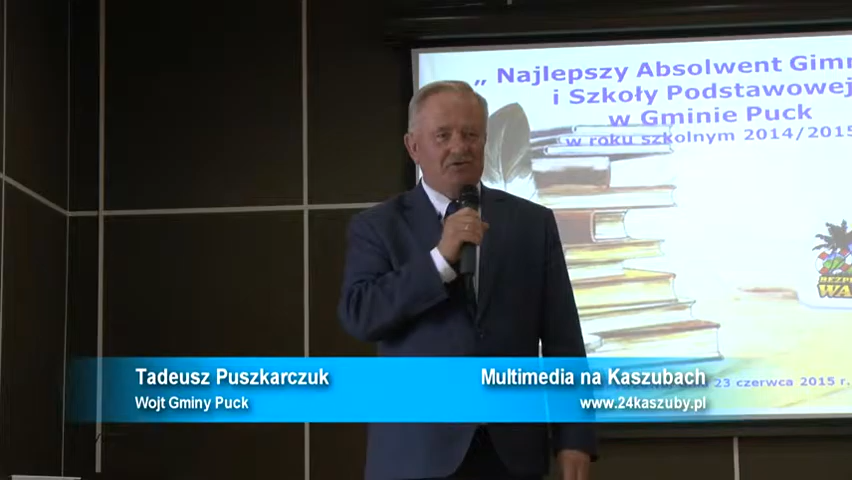 „ Najlepszy Absolwent Gimn
i Szkoły Podstawowej
w Gminie Puck
w roku szkolnym 2014/2015
WA
23 czerwca 2015 r.
Tadeusz Puszkarczuk
Wojt Gminy Puck
Multimedia na Kaszubach
www.24kaszuby.pl